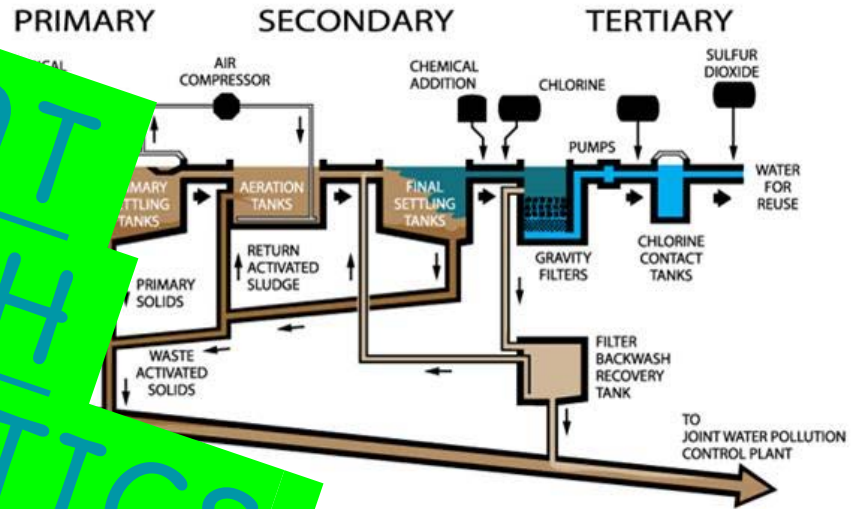 PRIMARY
SECONDARY
TERTIARY
AIR
COMPRESSOR
CHEMICAL
ADDITION
CHLORINE
SULFUR
DIOXIDE
PUMPS
SETTLING
TANKS
AERATION
TANKS
FINAL
SETTLING
TANKS
WATER
FOR
REUSE
GRAVITY
FILTERS
CHLORINE
CONTACT
TANKS
RETURN
ACTIVATED
SLUDGE
PRIMARY
SOLIDS
WASTE
ACTIVATED
SOLIDS
FILTER
BACKWASH
RECOVERY
TANK
TO
JOINT WATER POLLUTION
CONTROL PLANT